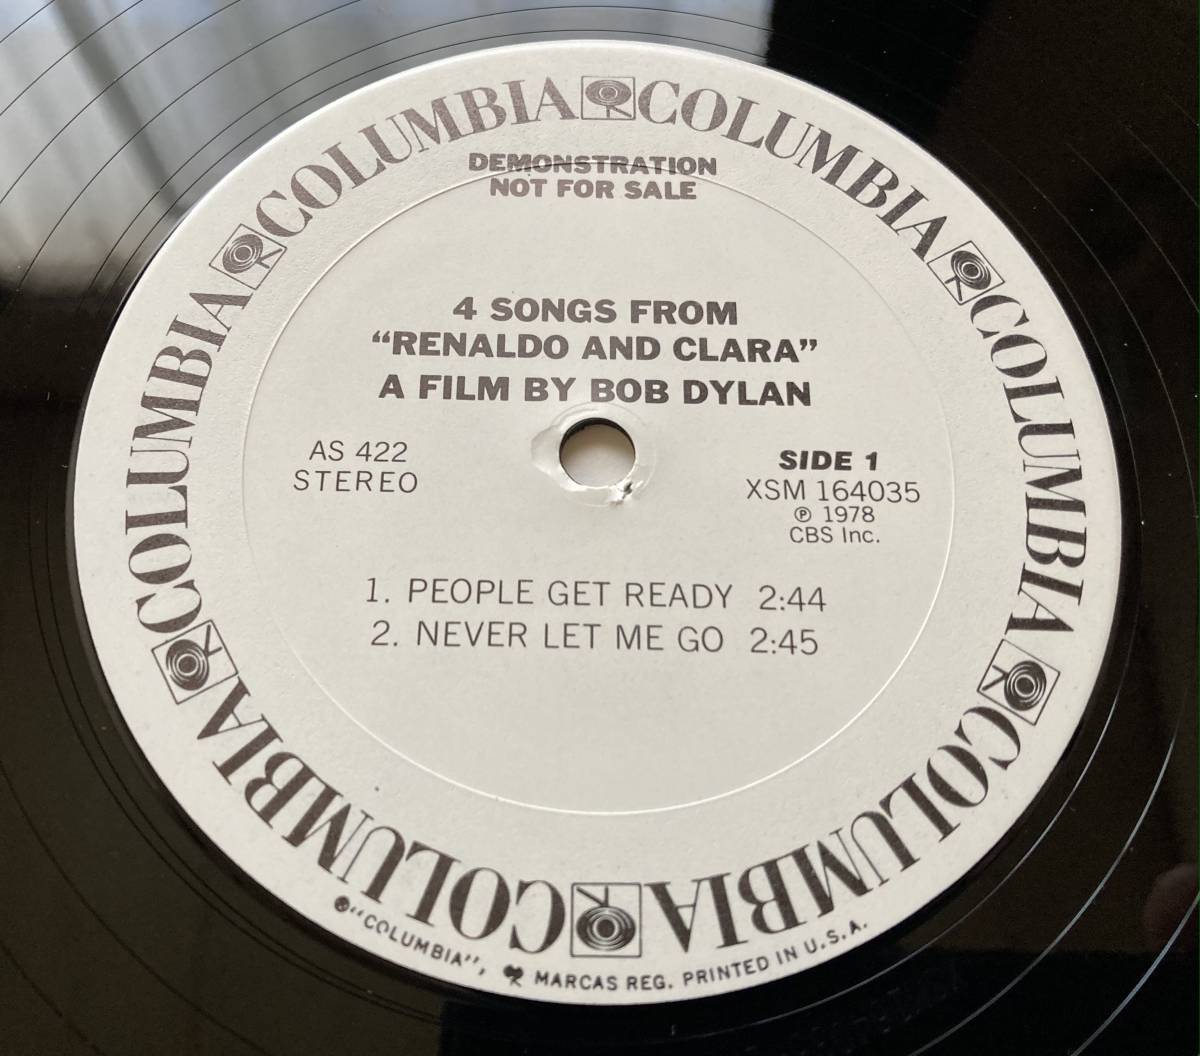 COLUMBIA COLUMBIA COLUMBIA COLUMBIA COLUMBIA COLUMBIA
DEMONSTRATION
NOT FOR SALE
4 SONGS FROM
“RENALDO AND CLARA”
A FILM BY BOB DYLAN
AS 422
STEREO
SIDE 1
XSM 164035
℗ 1978
CBS Inc.
1. PEOPLE GET READY 2:44
2. NEVER LET ME GO 2:45
“COLUMBIA”, MARCAS REG. PRINTED IN U.S.A.